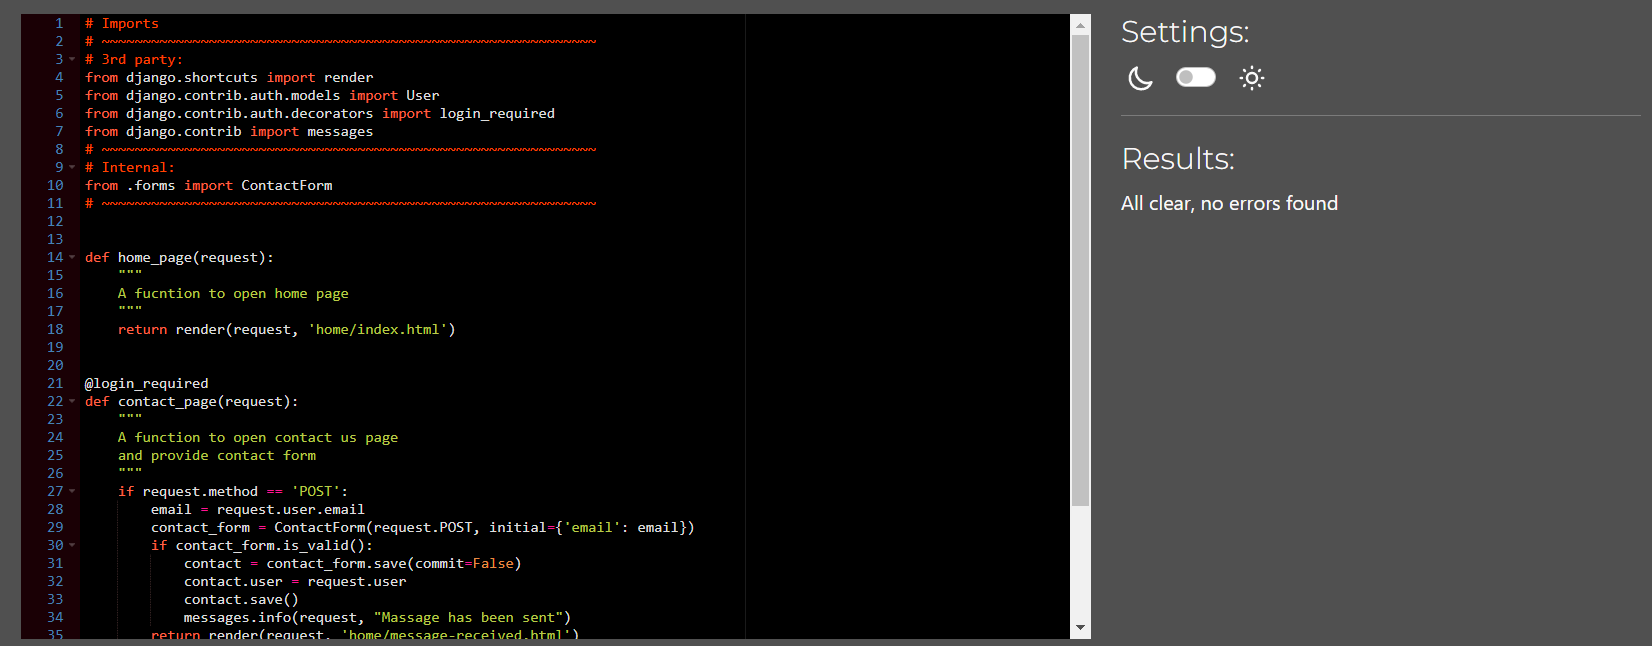 1 # Imports
2 # ~~~~~~~~~~~~~~~~~~~~~~~~~~~~~~~~~~~~~~~~~~~~~~~~~~~~~~~~~~~~
3 # 3rd party:
4 from django.shortcuts import render
5 from django.contrib.auth.models import User
6 from django.contrib.auth.decorators import login_required
7 from django.contrib import messages
8 # ~~~~~~~~~~~~~~~~~~~~~~~~~~~~~~~~~~~~~~~~~~~~~~~~~~~~~~~~~~~~
9 # Internal:
10 from .forms import ContactForm
11 # ~~~~~~~~~~~~~~~~~~~~~~~~~~~~~~~~~~~~~~~~~~~~~~~~~~~~~~~~~~~~
12
13
14 def home_page(request):
15     """
16     A fucntion to open home page
17     """
18     return render(request, 'home/index.html')
19
20
21 @login_required
22 def contact_page(request):
23     """
24     A function to open contact us page
25     and provide contact form
26     """
27     if request.method == 'POST':
28         email = request.user.email
29         contact_form = ContactForm(request.POST, initial={'email': email})
30         if contact_form.is_valid():
31             contact = contact_form.save(commit=False)
32             contact.user = request.user
33             contact.save()
34             messages.info(request, "Massage has been sent")
35         return render(request, 'home/message-received.html')
Settings:
Results:
All clear, no errors found